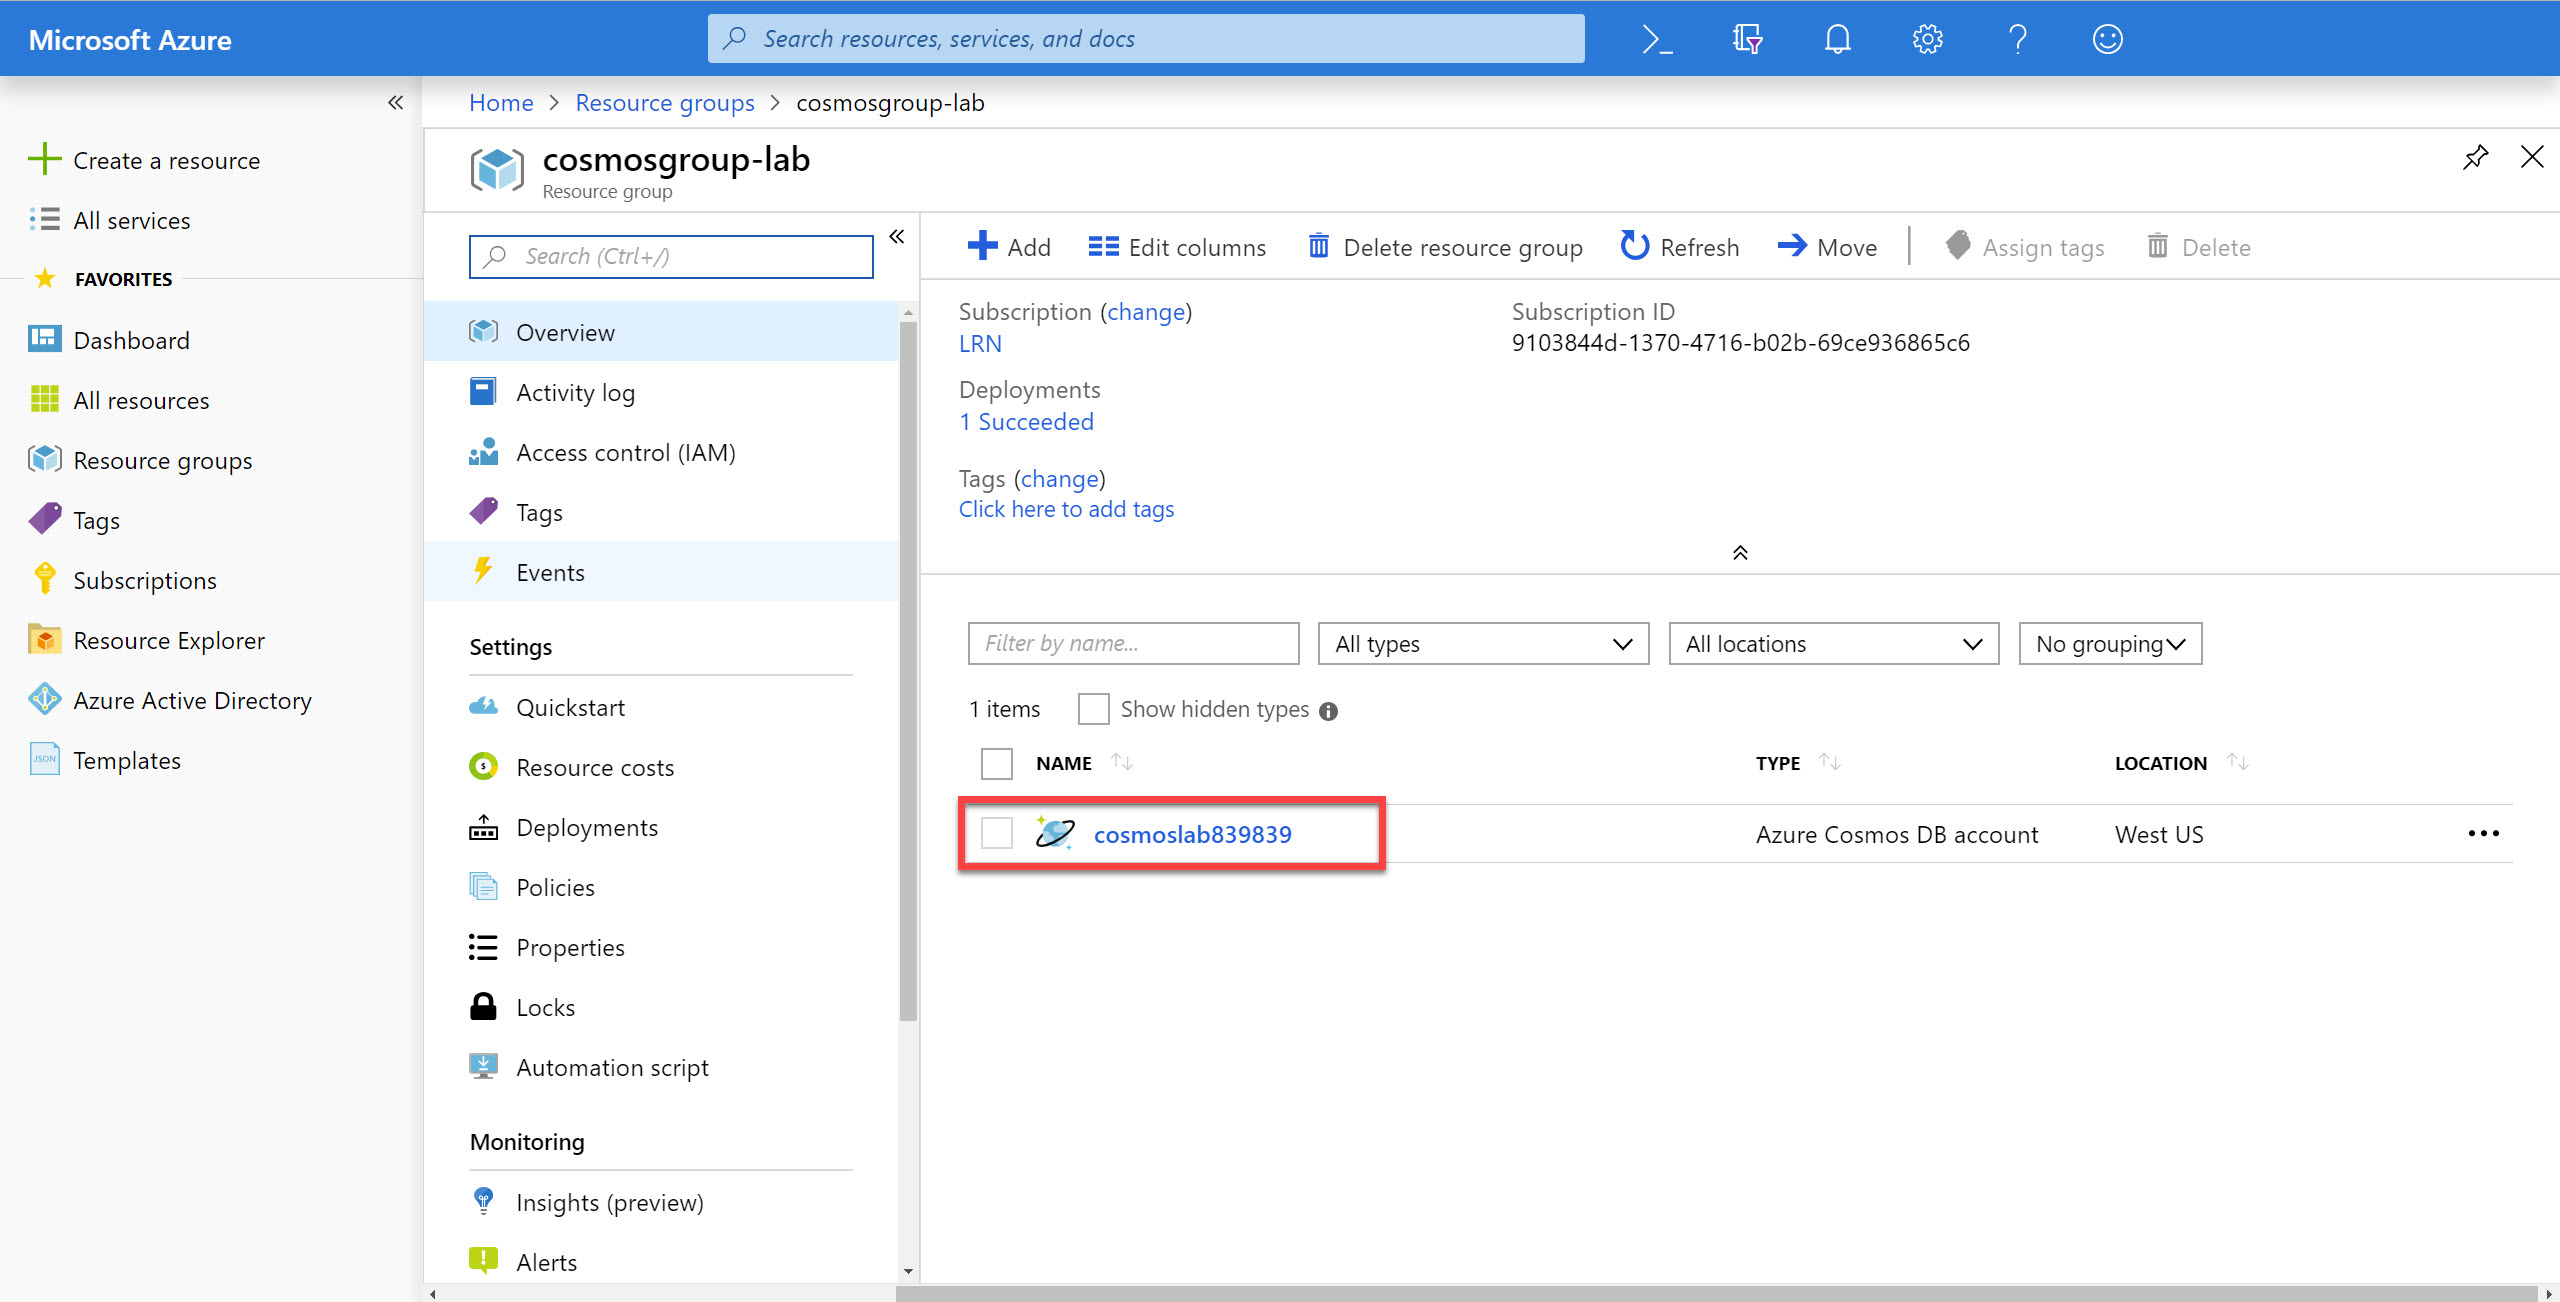 Microsoft Azure
Search resources, services, and docs
Home > Resource groups > cosmosgroup-lab
Create a resource
All services
FAVORITES
Dashboard
All resources
Resource groups
Tags
Subscriptions
Resource Explorer
Azure Active Directory
JSON
Templates
cosmosgroup-lab
Resource group
Search (Ctrl+/)
Overview
Activity log
Access control (IAM)
Tags
Events
Settings
Quickstart
Resource costs
Deployments
Policies
Properties
Locks
Automation script
Monitoring
Insights (preview)
Alerts
Add Edit columns Delete resource group Refresh Move Assign tags Delete
Subscription (change)
LRN
Subscription ID
9103844d-1370-4716-b02b-69ce936865c6
Deployments
1 Succeeded
Tags (change)
Click here to add tags
Filter by name... All types All locations No grouping
1 items Show hidden types
NAME TYPE LOCATION
cosmoslab839839 Azure Cosmos DB account West US